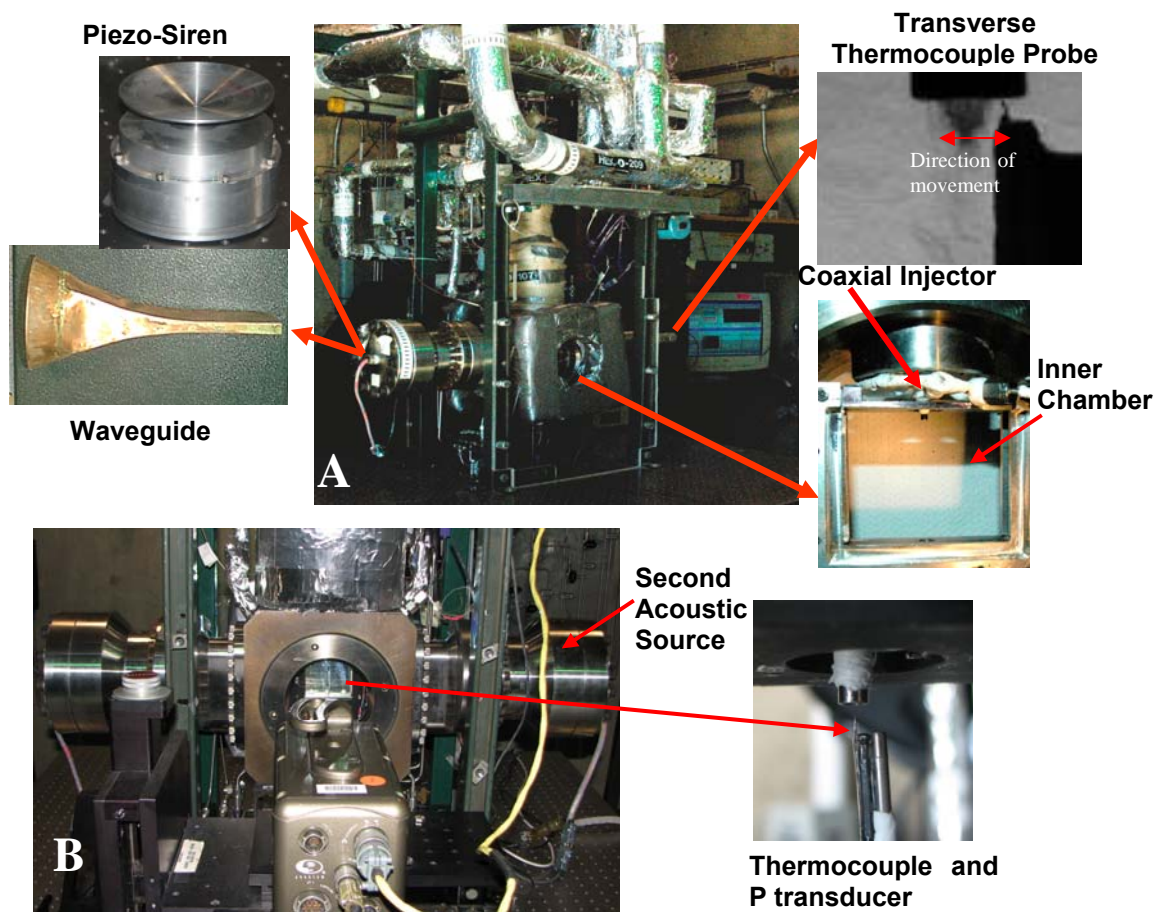 Piezo-Siren
Transverse
Thermocouple Probe
Direction of
movement
Coaxial Injector
Inner
Chamber
Waveguide
A
Second
Acoustic
Source
B
Thermocouple and
P transducer
107